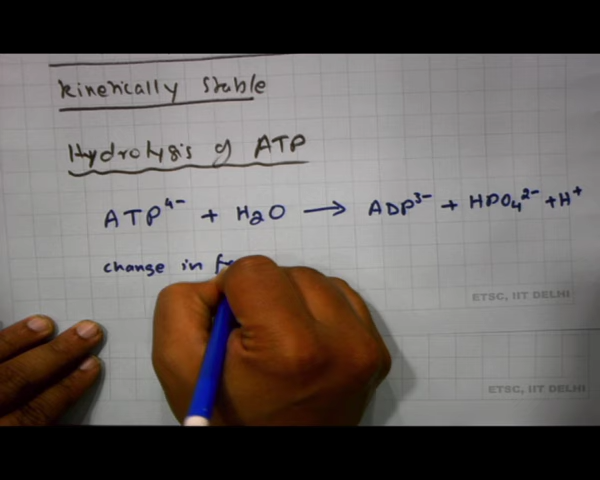 kinetically stable
Hydrolysis of ATP
ATP⁴⁻ + H₂O → ADP³⁻ + HPO₄²⁻ + H⁺
change in
ETSC, IIT DELHI
ETSC, IIT DELHI